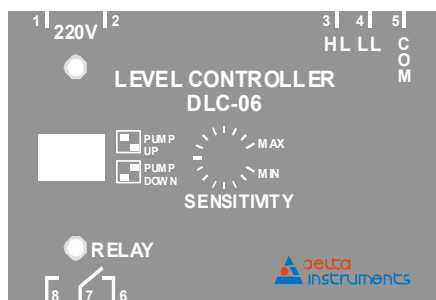 1 2 3 4 5
220V HL LL COM
LEVEL CONTROLLER
DLC-06
PUMP UP MAX
PUMP DOWN MIN
SENSITIVITY
RELAY
delta
instruments
8 7 6